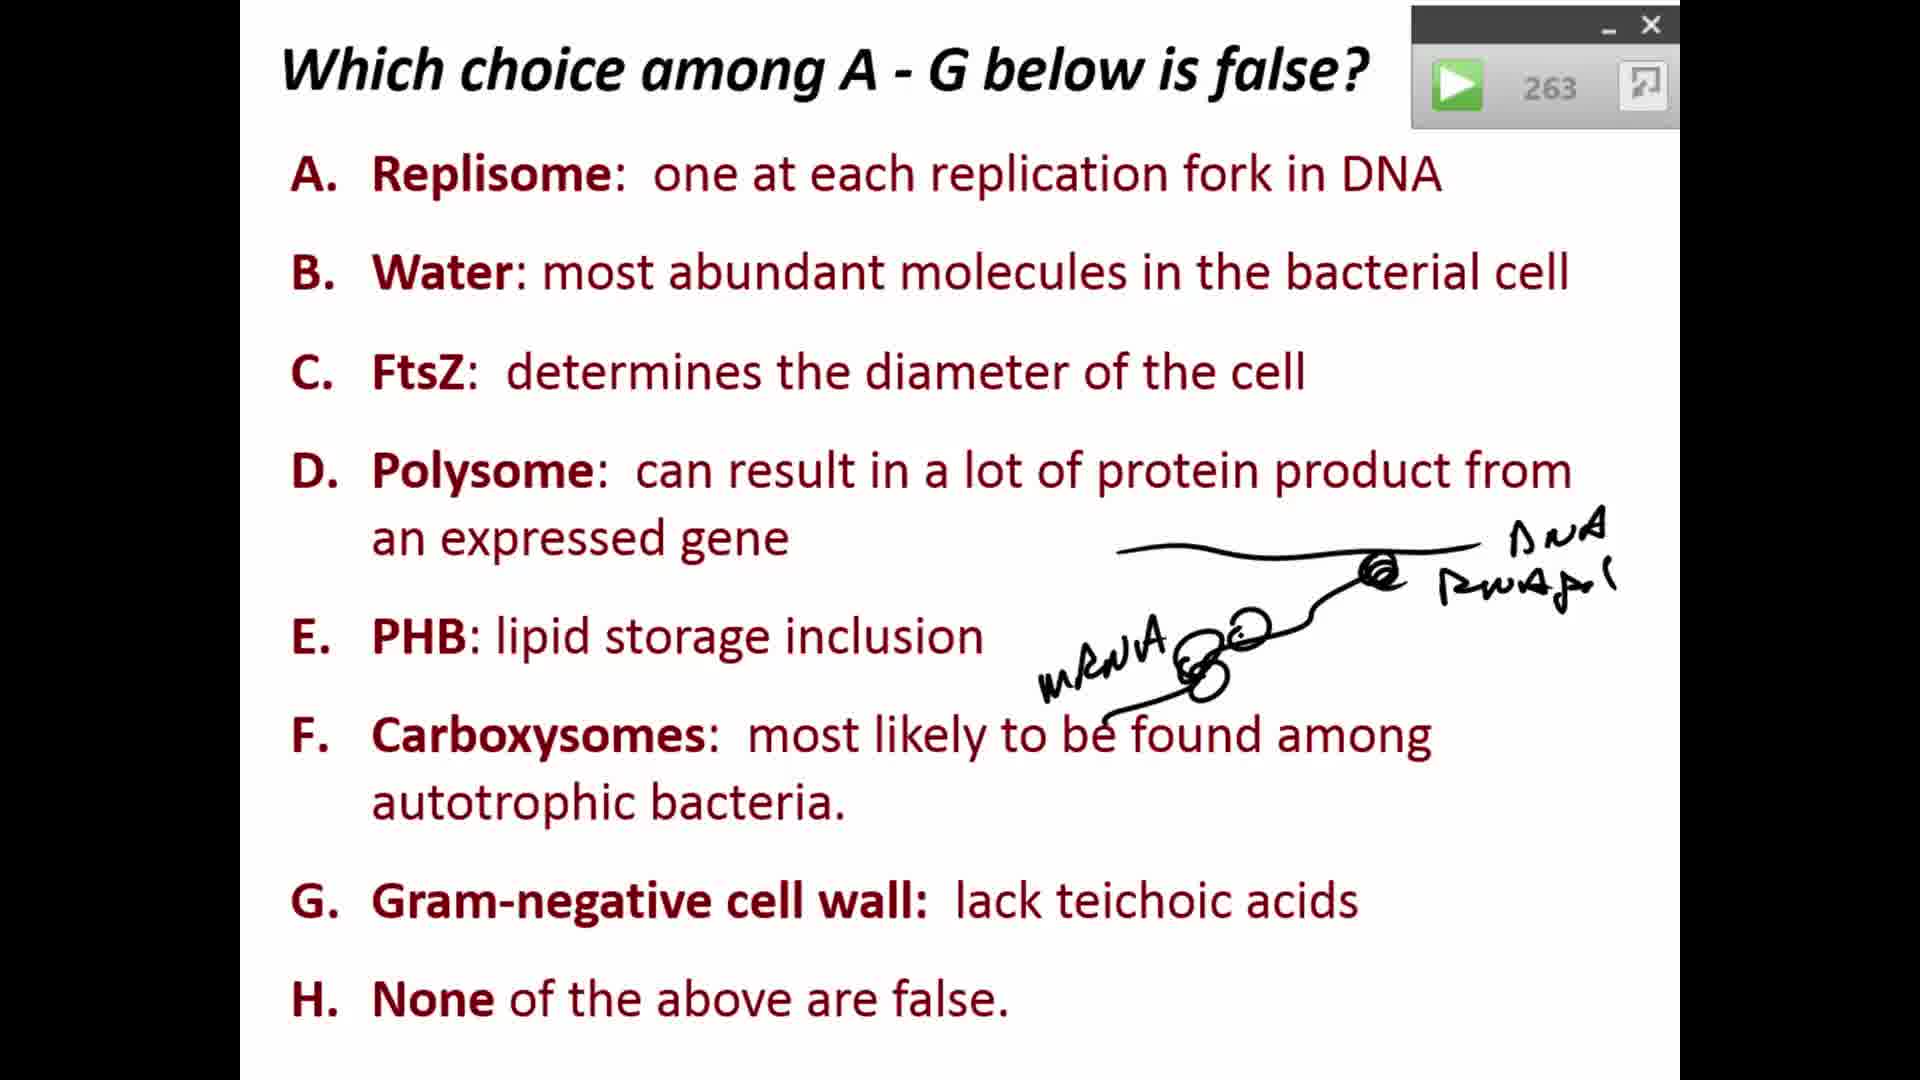 Which choice among A - G below is false?
263
A. Replisome: one at each replication fork in DNA
B. Water: most abundant molecules in the bacterial cell
C. FtsZ: determines the diameter of the cell
D. Polysome: can result in a lot of protein product from
an expressed gene
DNA
RNA pol
E. PHB: lipid storage inclusion
mRNA
F. Carboxysomes: most likely to be found among
autotrophic bacteria.
G. Gram-negative cell wall: lack teichoic acids
H. None of the above are false.